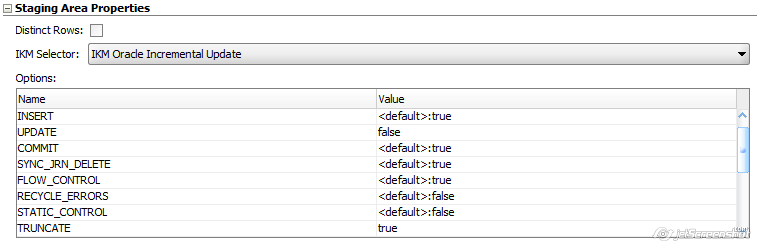 Staging Area Properties
Distinct Rows:
IKM Selector: IKM Oracle Incremental Update
Options:
Name Value
INSERT <default>:true
UPDATE false
COMMIT <default>:true
SYNC_JRN_DELETE <default>:true
FLOW_CONTROL <default>:true
RECYCLE_ERRORS <default>:false
STATIC_CONTROL <default>:false
TRUNCATE true